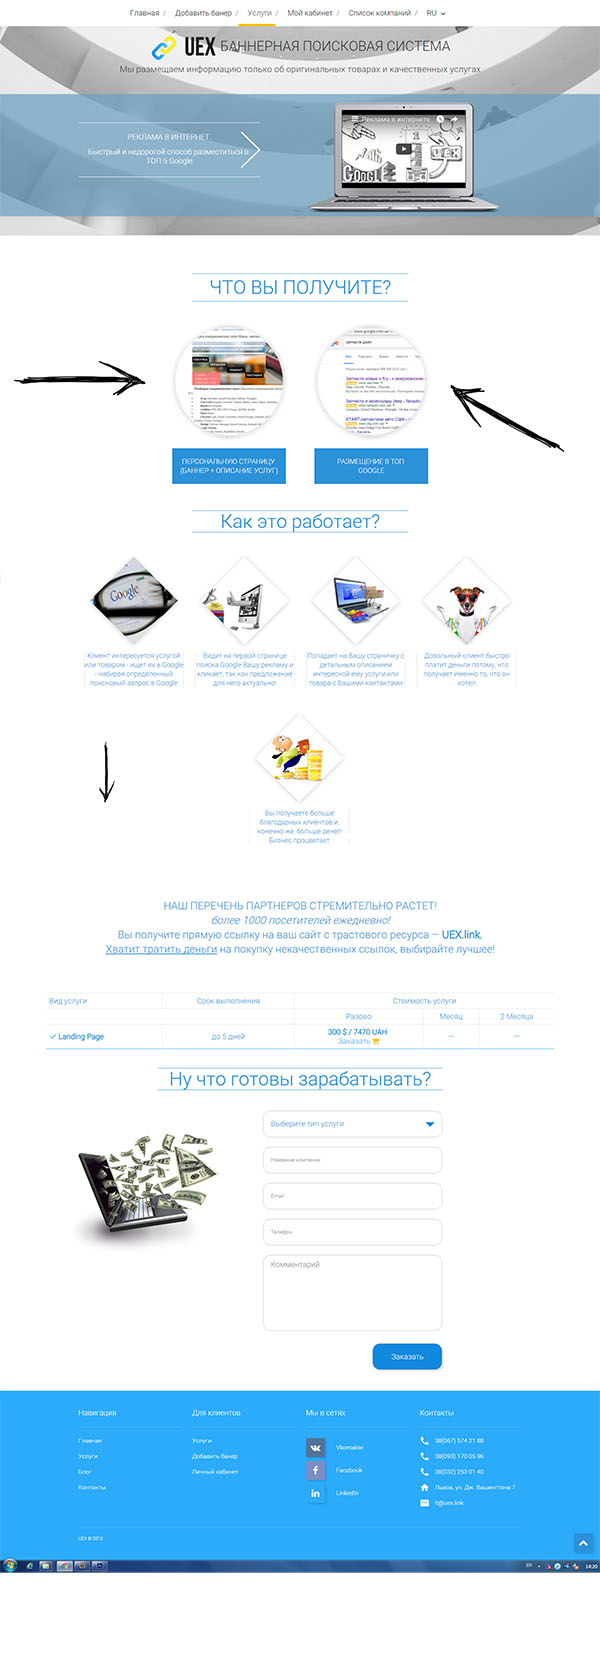 Главная / Добавить банер / Услуги / Мой кабинет / Список компаний / RU
UEX БАННЕРНАЯ ПОИСКОВАЯ СИСТЕМА
Мы размещаем информацию только об оригинальных товарах и качественных услугах
РЕКЛАМА В ИНТЕРНЕТ
Быстрый и недорогой способ разместиться в
ТОП 5 Google
Реклама в интернете
UEX
GOOGLE
ЧТО ВЫ ПОЛУЧИТЕ?
запчасти джип
ПЕРСОНАЛЬНУЮ СТРАНИЦУ
(БАННЕР + ОПИСАНИЕ УСЛУГ)
РАЗМЕЩЕНИЕ В ТОП
GOOGLE
Как это работает?
Google
Клиент интересуется услугой
или товаром - ищет их в Google
- набирая определенный
поисковый запрос в Google
Видит на первой странице
поиска Google Вашу рекламу и
кликает, так как предложение
для него актуально!
Попадает на Вашу страничку с
детальным описанием
интересной ему услуги или
товара с Вашими контактами
Довольный клиент быстро
платит деньги потому, что
получает именно то, что он
хотел
Вы получаете больше
благодарных клиентов и,
конечно же, больше денег!
Бизнес процветает
НАШ ПЕРЕЧЕНЬ ПАРТНЕРОВ СТРЕМИТЕЛЬНО РАСТЕТ!
более 1000 посетителей ежедневно!
Вы получите прямую ссылку на ваш сайт с трастового ресурса — UEX.link.
Хватит тратить деньги на покупку некачественных ссылок, выбирайте лучшее!
Вид услуги Срок выполнения Стоимость услуги
Разово Месяц 2 Месяца
Landing Page до 5 дней 300 $ / 7470 UAH — —
Заказать
Ну что готовы зарабатывать?
Выберите тип услуги
Название компании
Email
Телефон
Комментарий
Заказать
Навигация
Главная
Услуги
Блог
Контакты
Для клиентов
Услуги
Добавить банер
Личный кабинет
Мы в сетях
Vkontakte
Facebook
LinkedIn
Контакты
38(067) 574 21 88
38(093) 170 05 96
38(032) 253 01 40
Львов, ул. Дж. Вашингтона 7
it@uex.link
UEX © 2015
EN 14:20